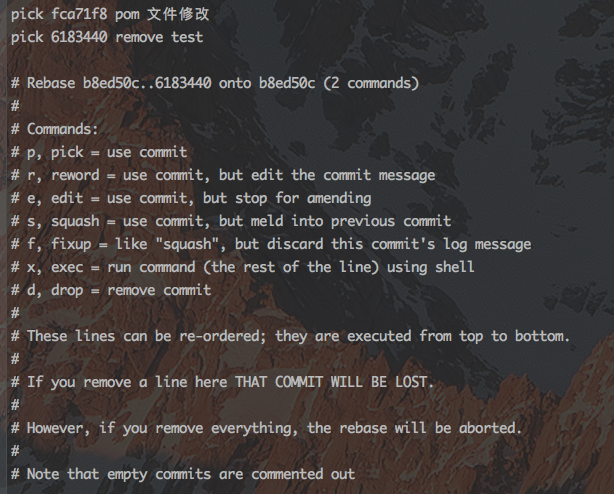 pick fca71f8 pom 文件修改
pick 6183440 remove test
# Rebase b8ed50c..6183440 onto b8ed50c (2 commands)
#
# Commands:
# p, pick = use commit
# r, reword = use commit, but edit the commit message
# e, edit = use commit, but stop for amending
# s, squash = use commit, but meld into previous commit
# f, fixup = like "squash", but discard this commit's log message
# x, exec = run command (the rest of the line) using shell
# d, drop = remove commit
#
# These lines can be re-ordered; they are executed from top to bottom.
#
# If you remove a line here THAT COMMIT WILL BE LOST.
#
# However, if you remove everything, the rebase will be aborted.
#
# Note that empty commits are commented out